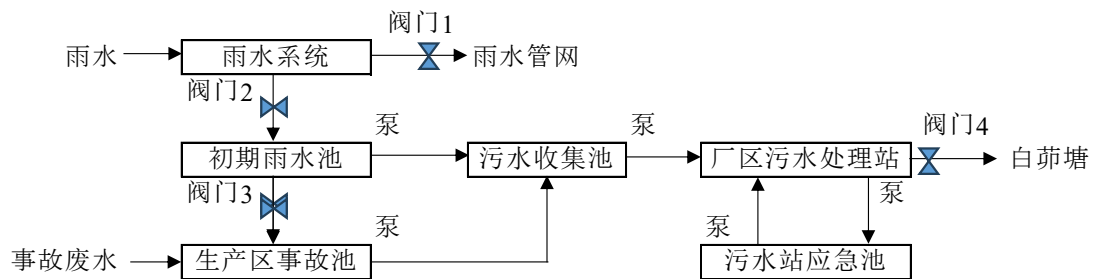 阀门1
雨水
雨水系统
雨水管网
阀门2
泵
泵
阀门4
初期雨水池
污水收集池
厂区污水处理站
白茆塘
阀门3
泵
泵
泵
事故废水
生产区事故池
污水站应急池